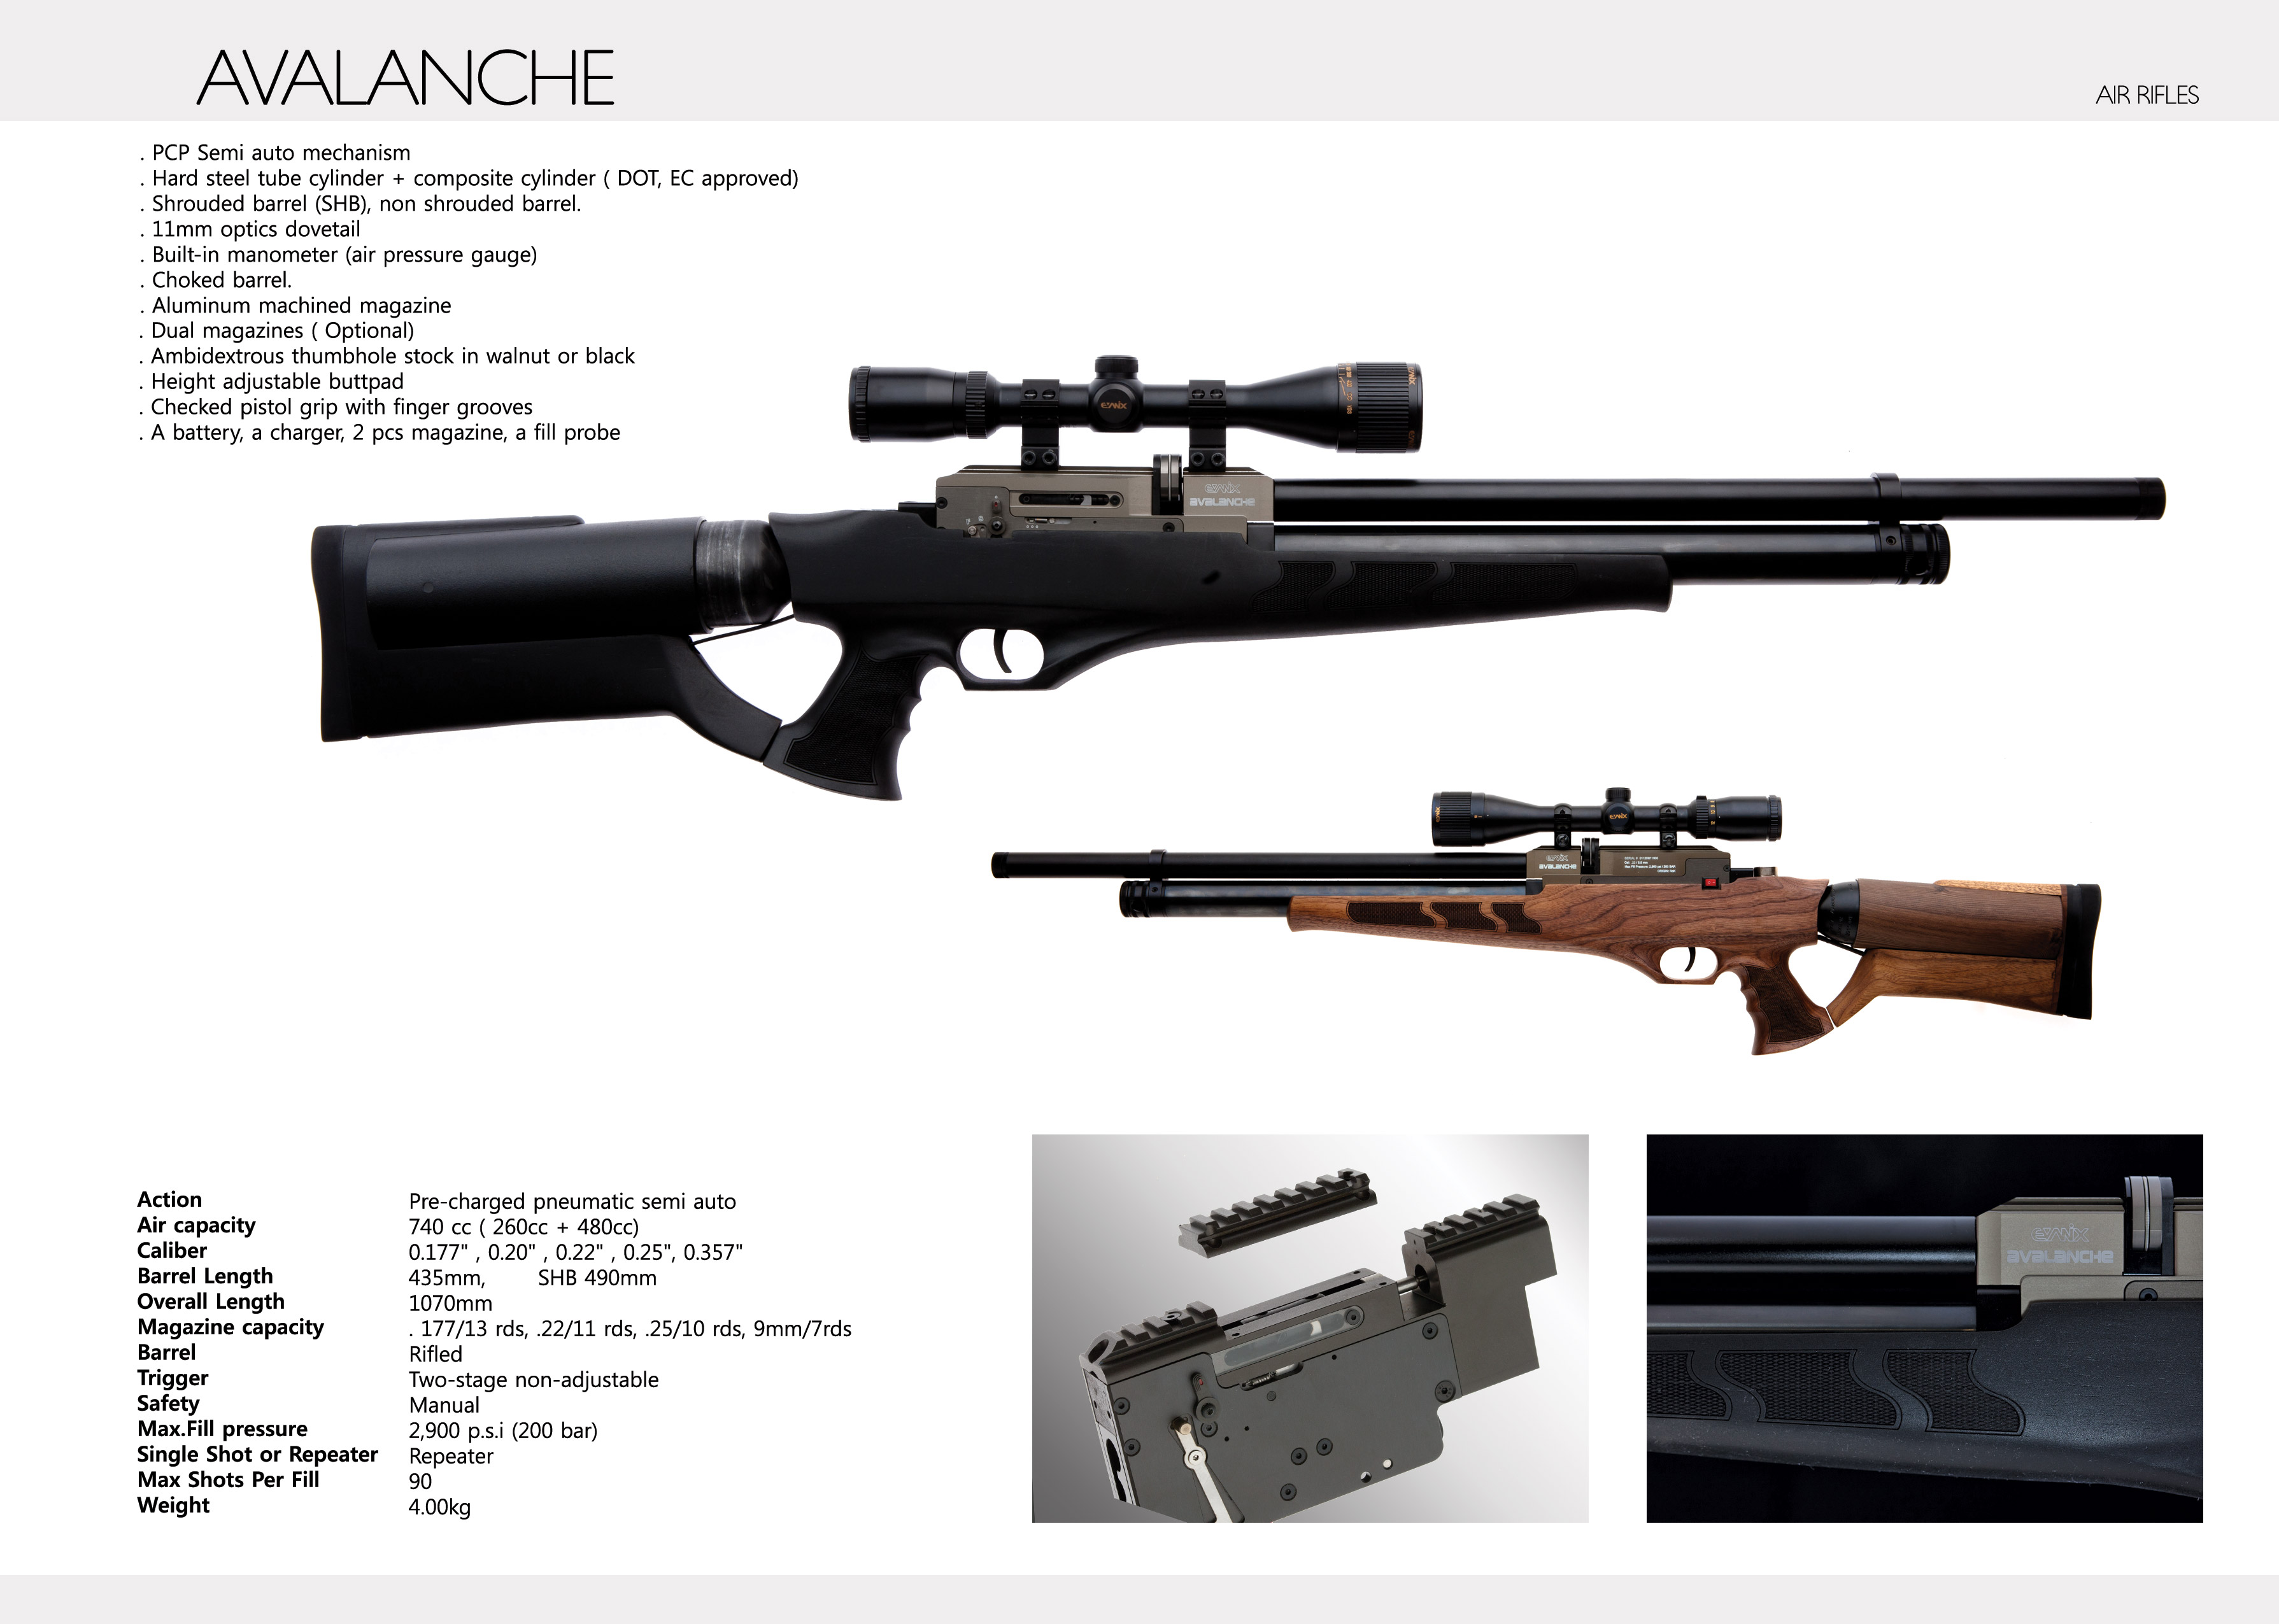 AVALANCHE
AIR RIFLES
. PCP Semi auto mechanism
. Hard steel tube cylinder + composite cylinder ( DOT, EC approved)
. Shrouded barrel (SHB), non shrouded barrel.
. 11mm optics dovetail
. Built-in manometer (air pressure gauge)
. Choked barrel.
. Aluminum machined magazine
. Dual magazines ( Optional)
. Ambidextrous thumbhole stock in walnut or black
. Height adjustable buttpad
. Checked pistol grip with finger grooves
. A battery, a charger, 2 pcs magazine, a fill probe
EVANIX
EVANIX
AVALANCHE
EVANIX
EVANIX
AVALANCHE
Action Pre-charged pneumatic semi auto
Air capacity 740 cc ( 260cc + 480cc)
Caliber 0.177" , 0.20" , 0.22" , 0.25", 0.357"
Barrel Length 435mm, SHB 490mm
Overall Length 1070mm
Magazine capacity . 177/13 rds, .22/11 rds, .25/10 rds, 9mm/7rds
Barrel Rifled
Trigger Two-stage non-adjustable
Safety Manual
Max.Fill pressure 2,900 p.s.i (200 bar)
Single Shot or Repeater Repeater
Max Shots Per Fill 90
Weight 4.00kg
EVANIX
AVALANCHE